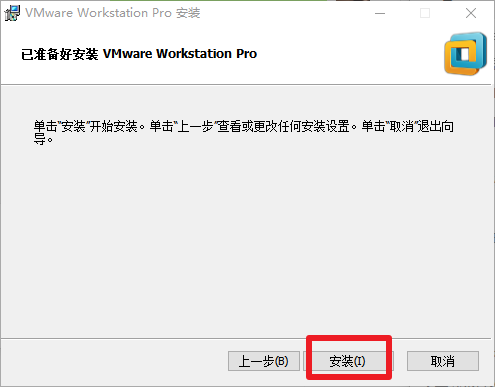 VMware Workstation Pro 安装
已准备好安装 VMware Workstation Pro
单击“安装”开始安装。单击“上一步”查看或更改任何安装设置。单击“取消”退出向
导。
上一步(B) 安装(I) 取消